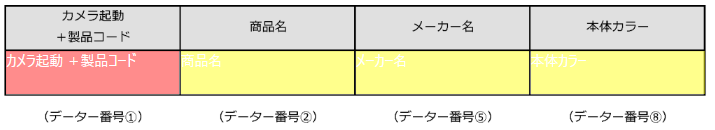 カメラ起動
+製品コード
商品名
メーカー名
本体カラー
カメラ起動 +製品コード
商品名
メーカー名
本体カラー
(データー番号①)
(データー番号②)
(データー番号⑤)
(データー番号⑧)